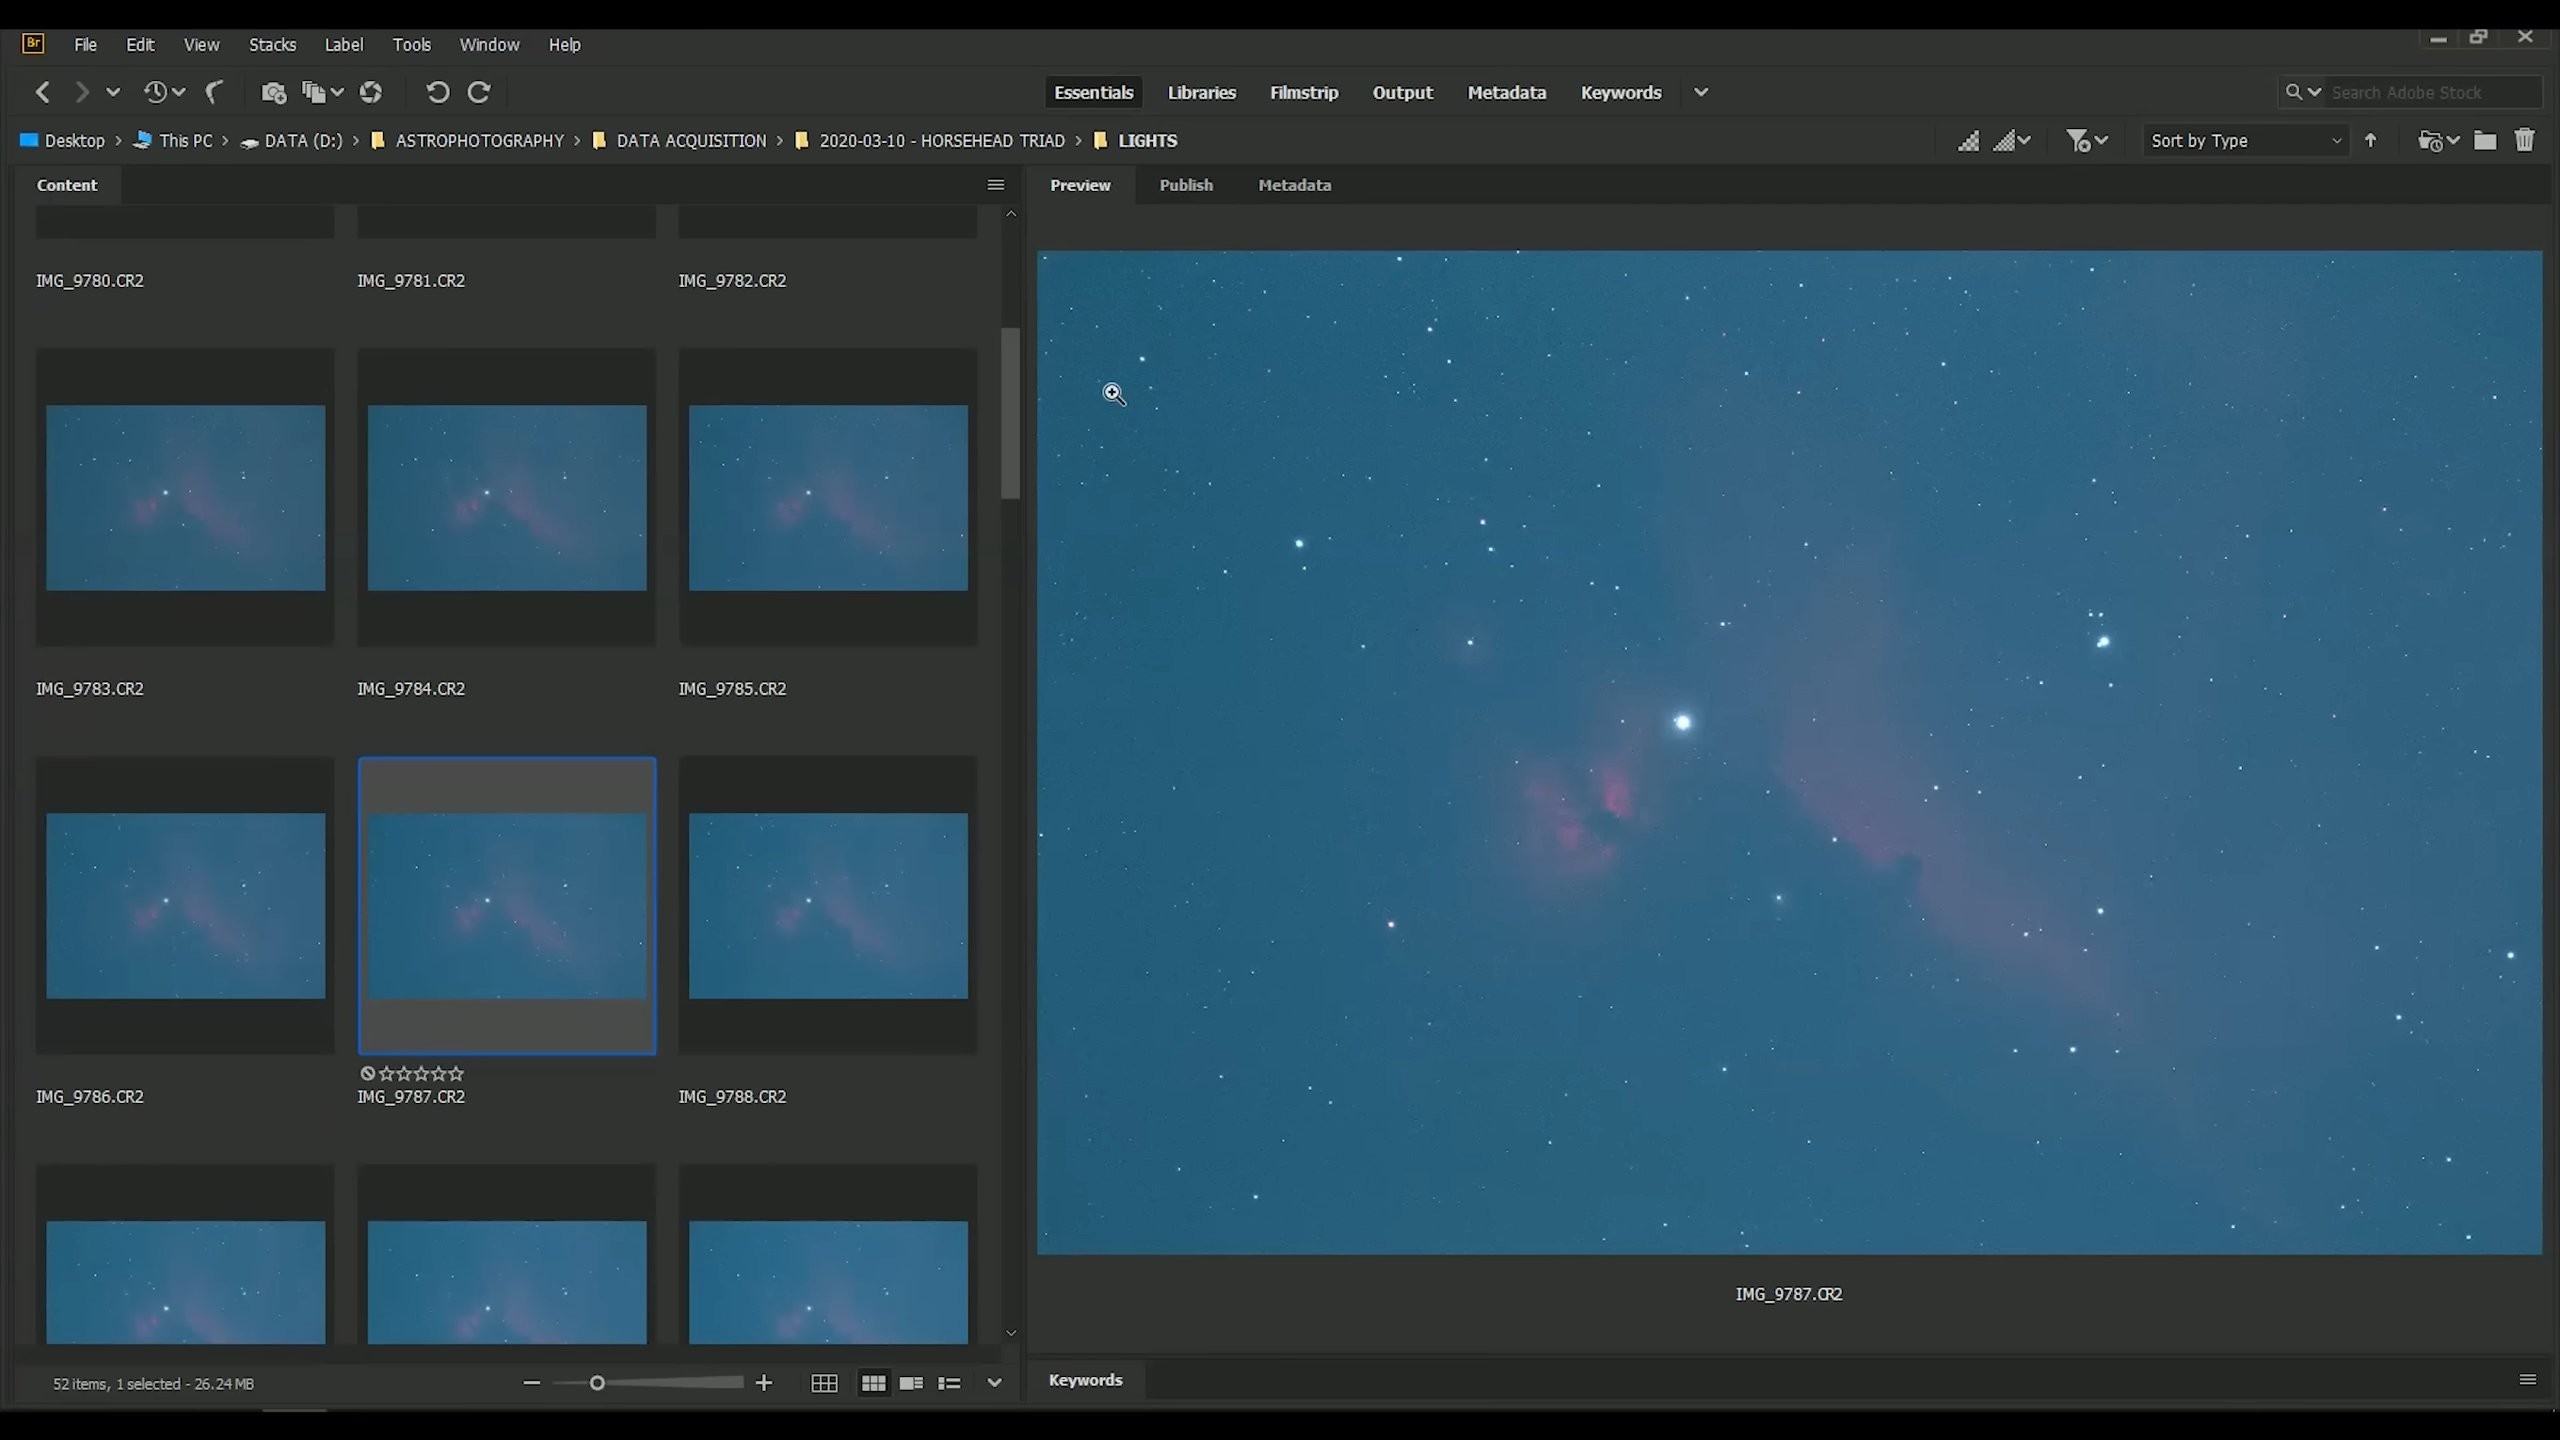 Br File Edit View Stacks Label Tools Window Help
Essentials Libraries Filmstrip Output Metadata Keywords Search Adobe Stock
Desktop This PC DATA (D:) ASTROPHOTOGRAPHY DATA ACQUISITION 2020-03-10 - HORSEHEAD TRIAD LIGHTS Sort by Type
Content
Preview Publish Metadata
IMG_9780.CR2 IMG_9781.CR2 IMG_9782.CR2
IMG_9783.CR2 IMG_9784.CR2 IMG_9785.CR2
IMG_9786.CR2 IMG_9787.CR2 IMG_9788.CR2
IMG_9787.CR2
52 items, 1 selected - 26.24 MB
Keywords